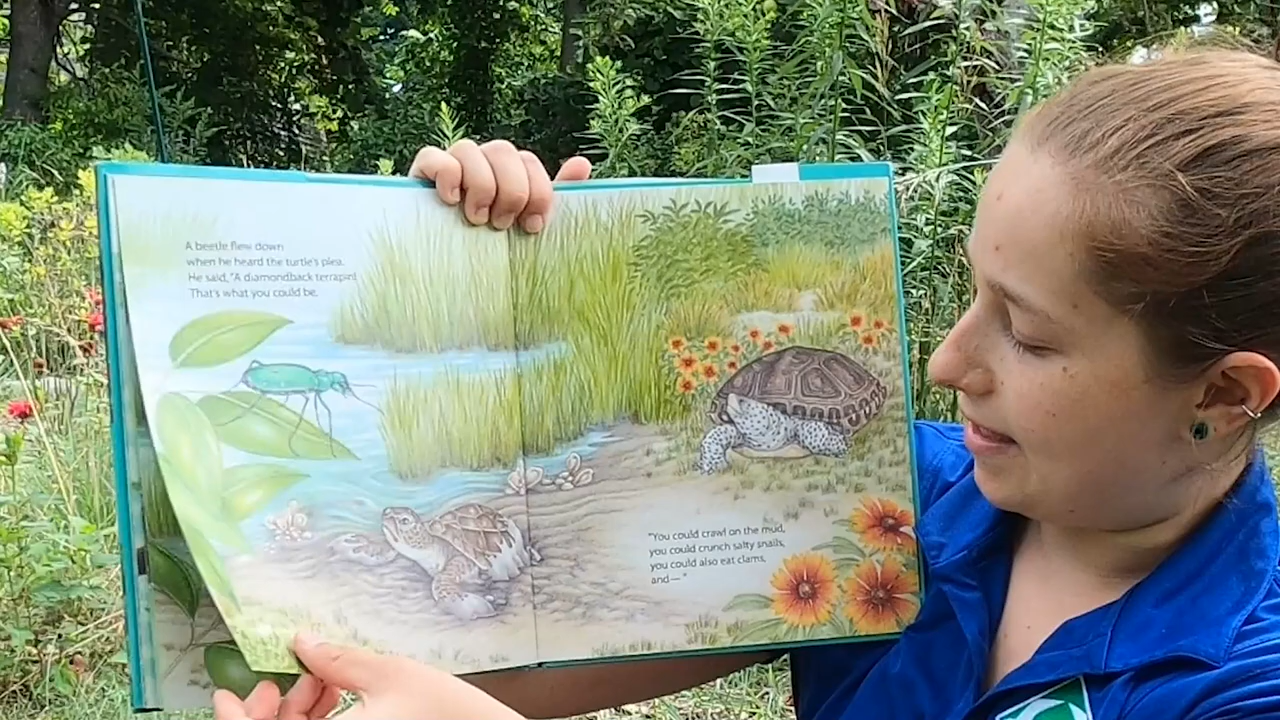 A beetle flew down
when he heard the turtle's plea.
He said, "A diamondback terrapin!
That's what you could be.
"You could crawl on the mud,
you could crunch salty snails,
you could also eat clams,
and—"